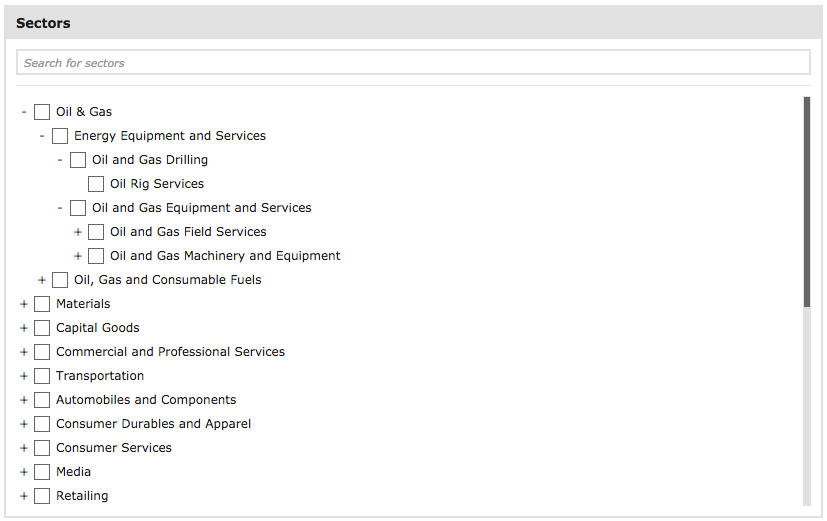 Sectors
Search for sectors
- Oil & Gas
- Energy Equipment and Services
- Oil and Gas Drilling
Oil Rig Services
- Oil and Gas Equipment and Services
+ Oil and Gas Field Services
+ Oil and Gas Machinery and Equipment
+ Oil, Gas and Consumable Fuels
+ Materials
+ Capital Goods
+ Commercial and Professional Services
+ Transportation
+ Automobiles and Components
+ Consumer Durables and Apparel
+ Consumer Services
+ Media
+ Retailing